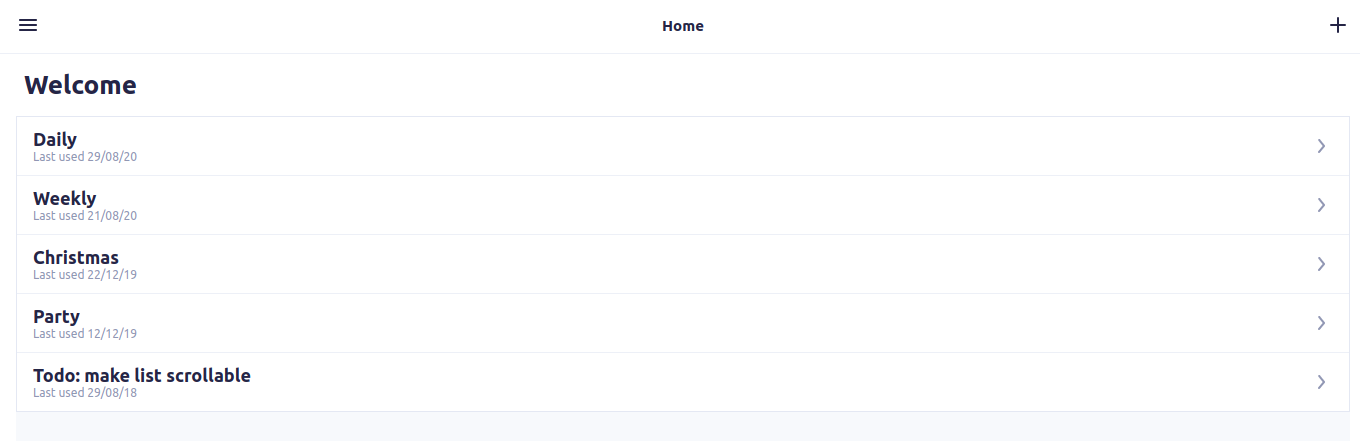 Home
Welcome
Daily
Last used 29/08/20
Weekly
Last used 21/08/20
Christmas
Last used 22/12/19
Party
Last used 12/12/19
Todo: make list scrollable
Last used 29/08/18